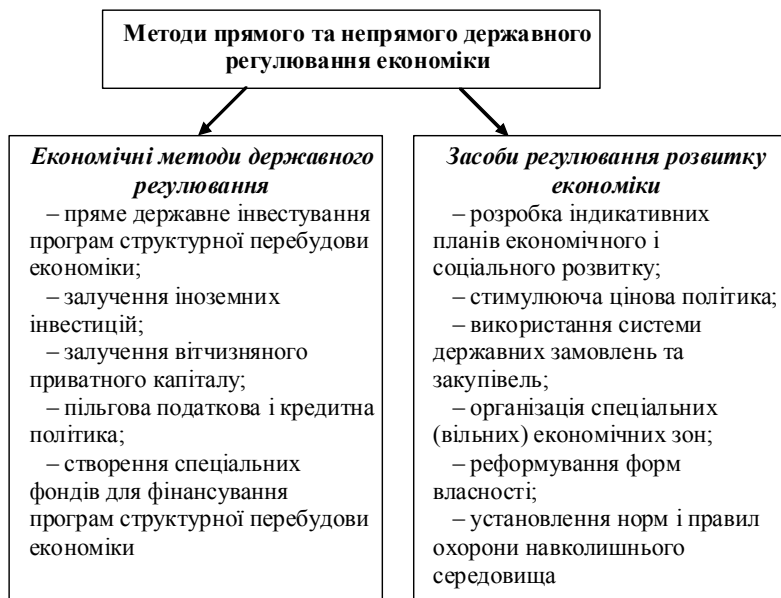 Методи прямого та непрямого державного
регулювання економіки
Економічні методи державного
регулювання
– пряме державне інвестування
програм структурної перебудови
економіки;
– залучення іноземних
інвестицій;
– залучення вітчизняного
приватного капіталу;
– пільгова податкова і кредитна
політика;
– створення спеціальних
фондів для фінансування
програм структурної перебудови
економіки
Засоби регулювання розвитку
економіки
– розробка індикативних
планів економічного і
соціального розвитку;
– стимулююча цінова політика;
– використання системи
державних замовлень та
закупівель;
– організація спеціальних
(вільних) економічних зон;
– реформування форм
власності;
– установлення норм і правил
охорони навколишнього
середовища